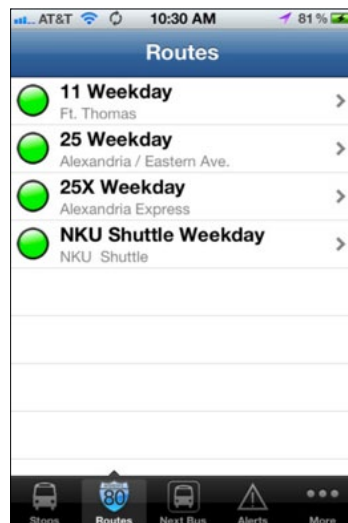 AT&T 10:30 AM 81%
Routes
11 Weekday
Ft. Thomas
25 Weekday
Alexandria / Eastern Ave.
25X Weekday
Alexandria Express
NKU Shuttle Weekday
NKU Shuttle
80
Stops Routes Next Bus Alerts More